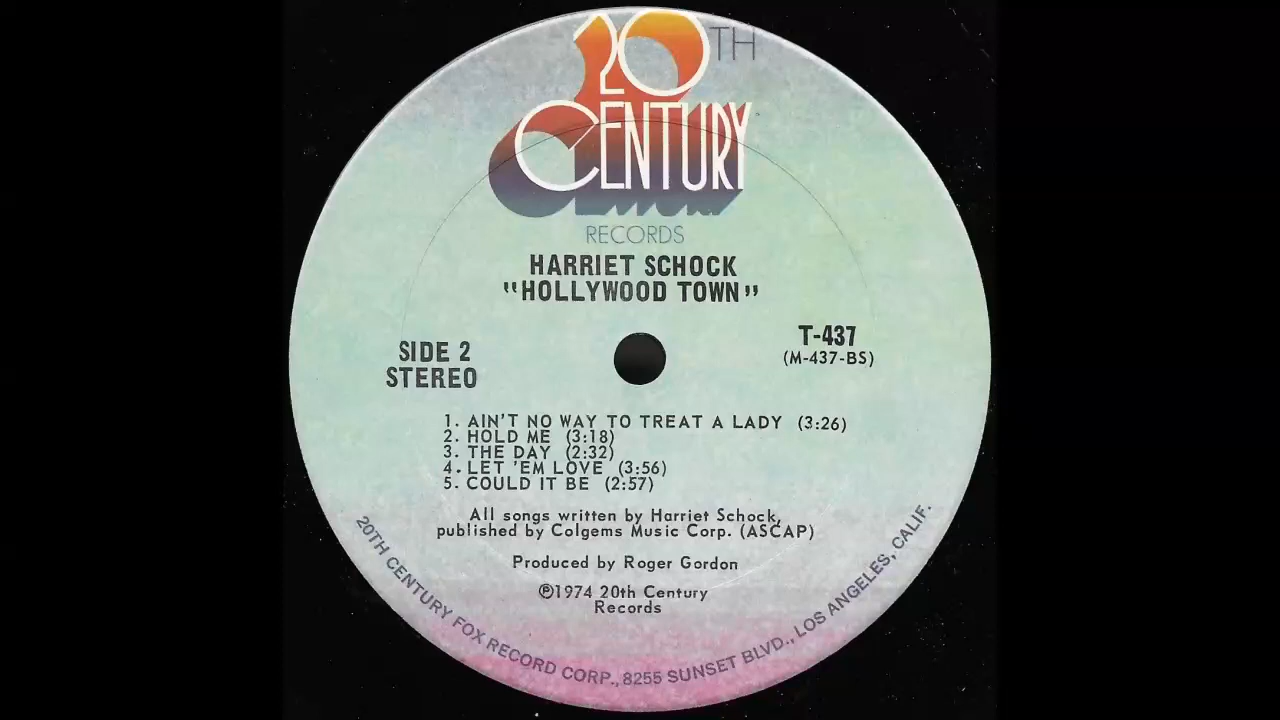 20TH
CENTURY
RECORDS
HARRIET SCHOCK
"HOLLYWOOD TOWN"
SIDE 2
STEREO
T-437
(M-437-BS)
1. AIN'T NO WAY TO TREAT A LADY (3:26)
2. HOLD ME (3:18)
3. THE DAY (2:32)
4. LET 'EM LOVE (3:56)
5. COULD IT BE (2:57)
All songs written by Harriet Schock,
published by Colgems Music Corp. (ASCAP)
Produced by Roger Gordon
℗1974 20th Century
Records
20TH CENTURY FOX RECORD CORP., 8255 SUNSET BLVD., LOS ANGELES, CALIF.